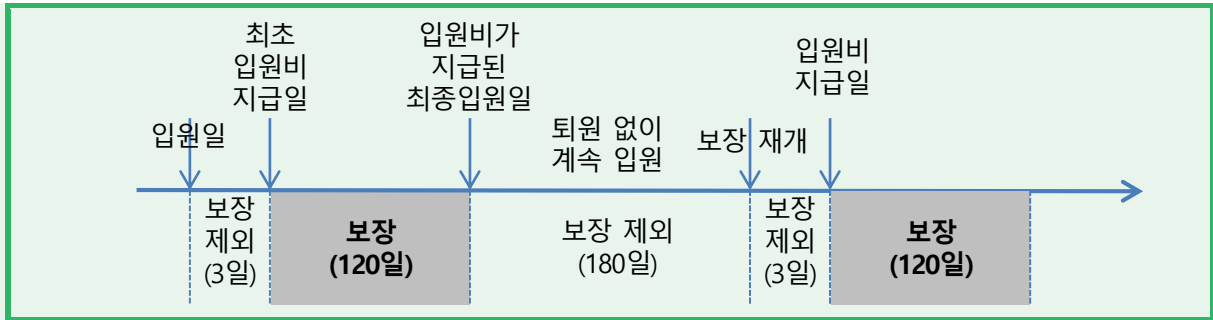 최초
입원비
지급일
입원비가
지급된
최종입원일
입원비
지급일
입원일
퇴원 없이
계속 입원
보장 재개
보장
제외
(3일)
보장
(120일)
보장 제외
(180일)
보장
제외
(3일)
보장
(120일)